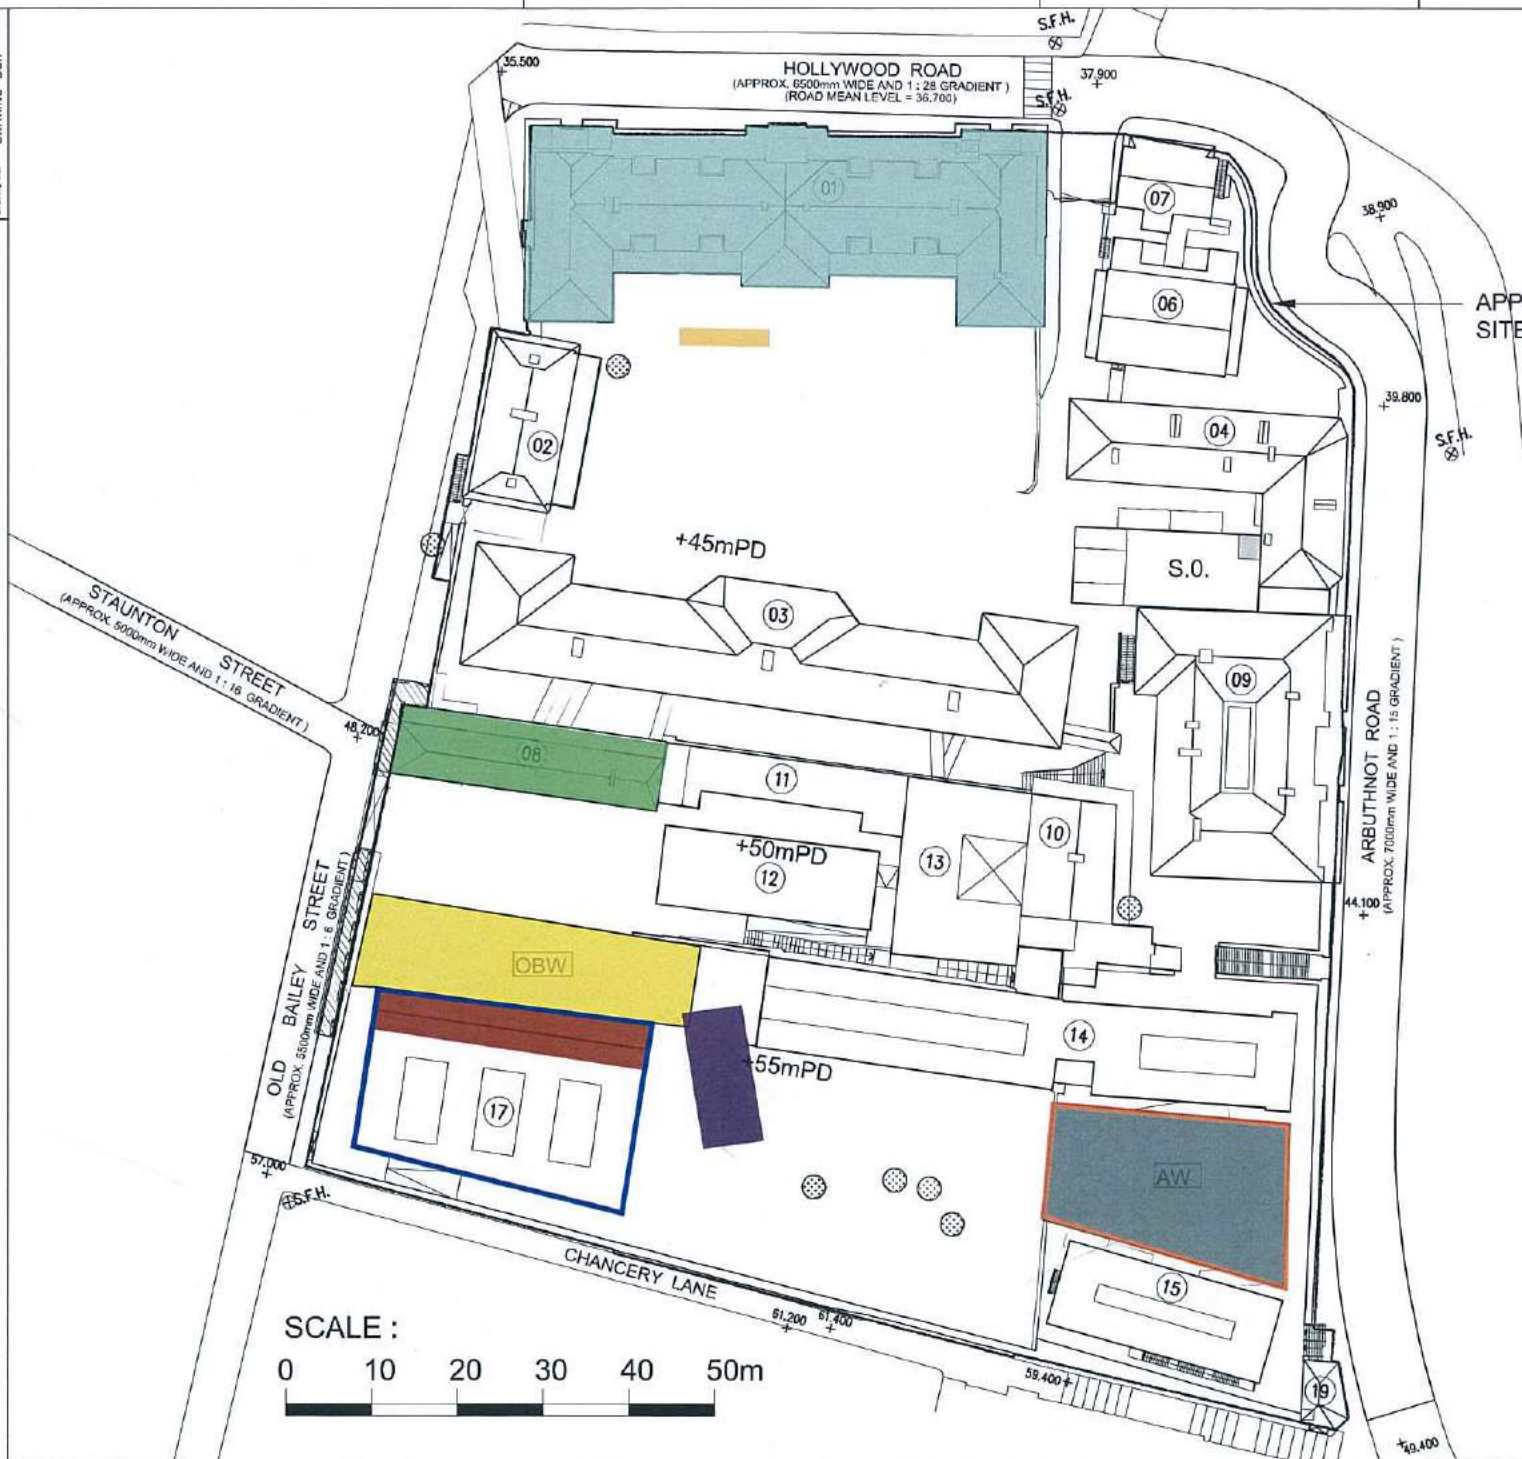 S.F.H.
35.500
HOLLYWOOD ROAD
(APPROX. 6500mm WIDE AND 1 : 28 GRADIENT )
(ROAD MEAN LEVEL = 36.700)
37.900
S.F.H.
01
07
38.900
06
APP
SITE
39.800
02
04
S.F.H.
+45mPD
S.O.
STAUNTON STREET
(APPROX. 5000mm WIDE AND 1 : 16 GRADIENT )
03
09
ARBUTHNOT ROAD
(APPROX. 7000mm WIDE AND 1 : 15 GRADIENT )
48.200
08
11
10
+50mPD
12
13
44.100
OLD BAILEY STREET
(APPROX. 5500mm WIDE AND 1 : 6 GRADIENT )
OBW
14
+55mPD
17
57.000
S.F.H.
AW
CHANCERY LANE
15
61.200
61.400
SCALE :
0 10 20 30 40 50m
59.400
19
49.400